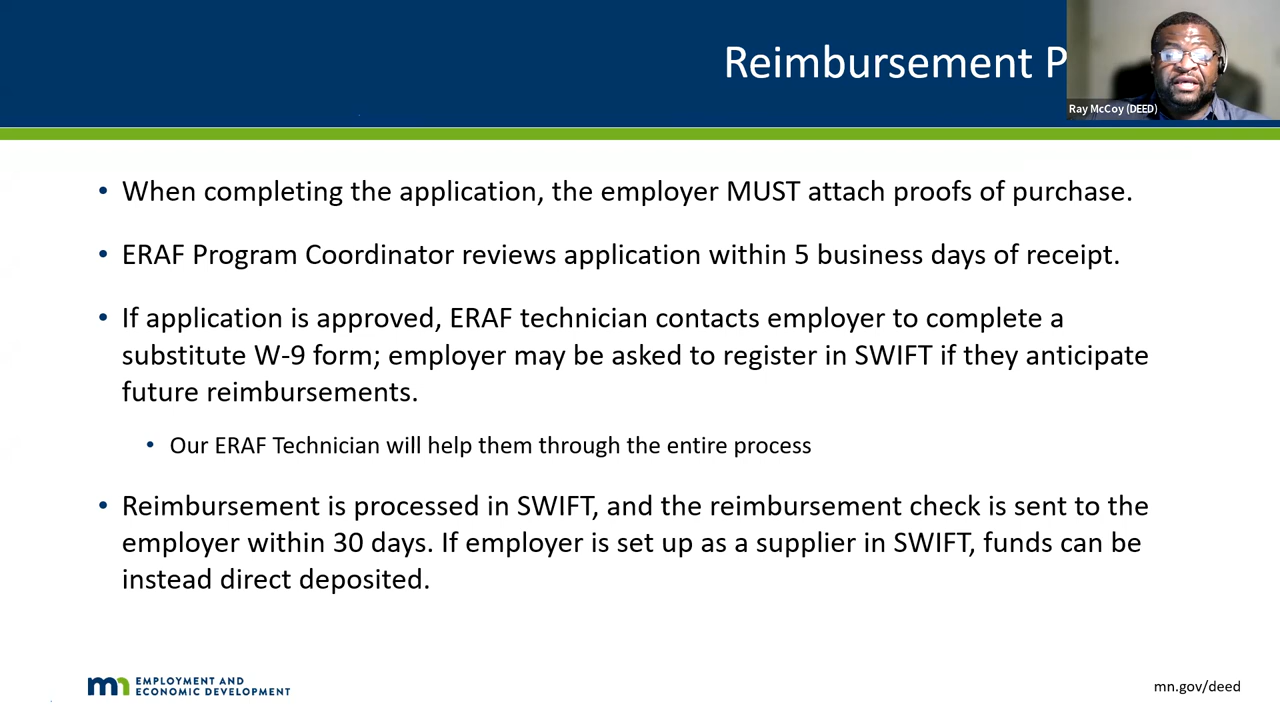 Reimbursement P
Ray McCoy (DEED)
• When completing the application, the employer MUST attach proofs of purchase.
• ERAF Program Coordinator reviews application within 5 business days of receipt.
• If application is approved, ERAF technician contacts employer to complete a
substitute W-9 form; employer may be asked to register in SWIFT if they anticipate
future reimbursements.
• Our ERAF Technician will help them through the entire process
• Reimbursement is processed in SWIFT, and the reimbursement check is sent to the
employer within 30 days. If employer is set up as a supplier in SWIFT, funds can be
instead direct deposited.
mn EMPLOYMENT AND
ECONOMIC DEVELOPMENT
mn.gov/deed